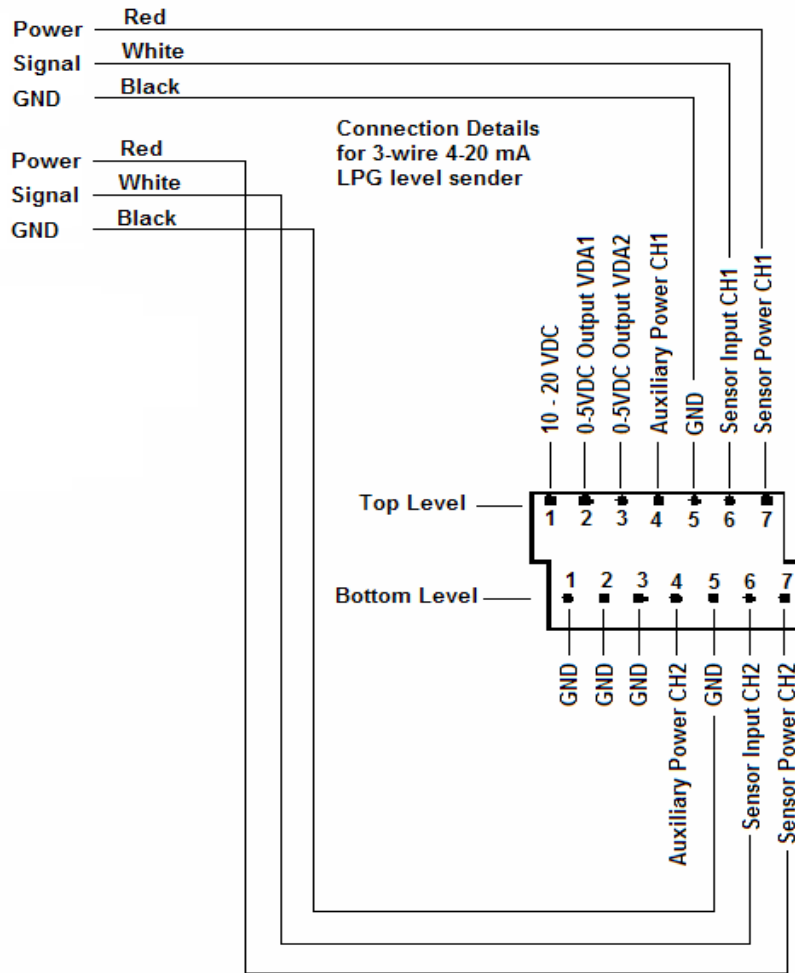 Power Red
Signal White
GND Black
Connection Details
for 3-wire 4-20 mA
LPG level sender
Power Red
Signal White
GND Black
10 - 20 VDC
0-5VDC Output VDA1
0-5VDC Output VDA2
Auxiliary Power CH1
GND
Sensor Input CH1
Sensor Power CH1
Top Level
1 2 3 4 5 6 7
Bottom Level
1 2 3 4 5 6 7
GND
GND
GND
Auxiliary Power CH2
GND
Sensor Input CH2
Sensor Power CH2